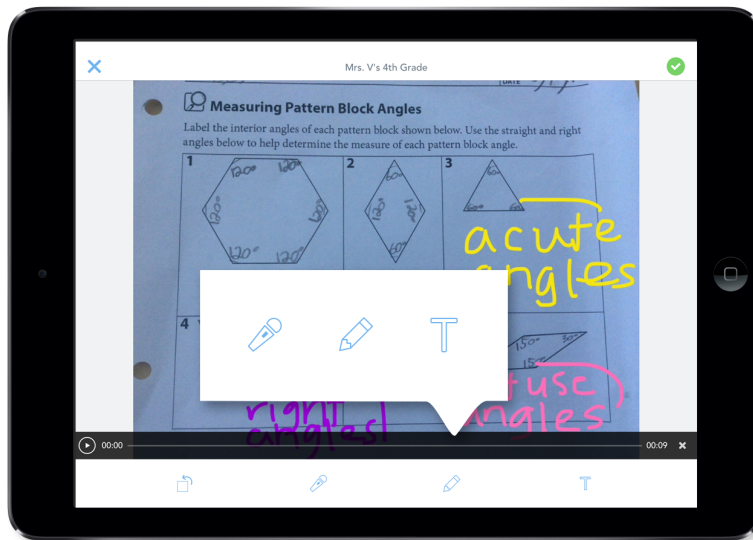 Mrs. V's 4th Grade
DATE
Measuring Pattern Block Angles
Label the interior angles of each pattern block shown below. Use the straight and right
angles below to help determine the measure of each pattern block angle.
1
2
3
120°
120°
120°
120°
120°
120°
60°
120°
120°
60°
60°
60°
60°
acute
angles
4
150°
30°
right
angles!
angles
00:00
00:09
T
T